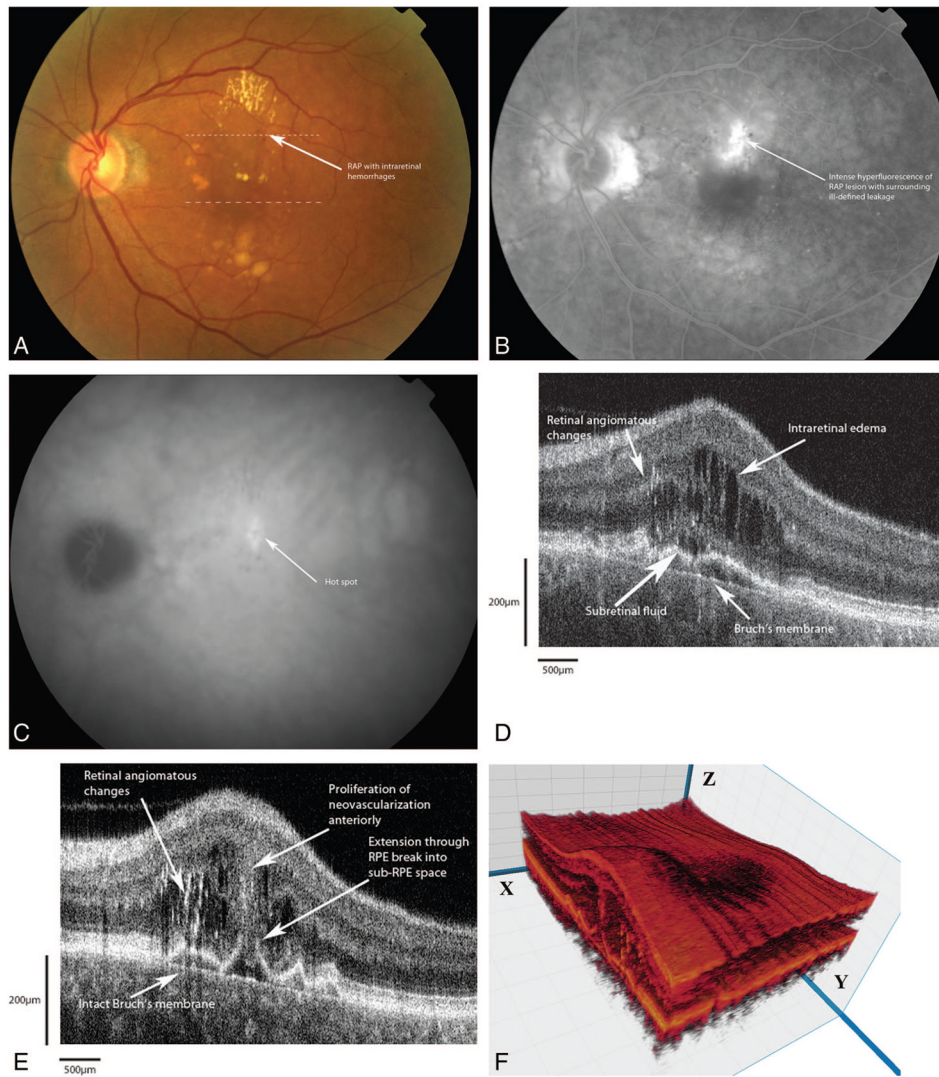 RAP with intraretinal
hemorrhages
A
Intense hyperfluorescence of
RAP lesion with surrounding
ill-defined leakage
B
Hot spot
C
Retinal angiomatous
changes
Intraretinal edema
Subretinal fluid
Bruch's membrane
200µm
500µm
D
Retinal angiomatous
changes
Proliferation of
neovascularization
anteriorly
Extension through
RPE break into
sub-RPE space
Intact Bruch's membrane
200µm
500µm
E
Z
X
Y
F